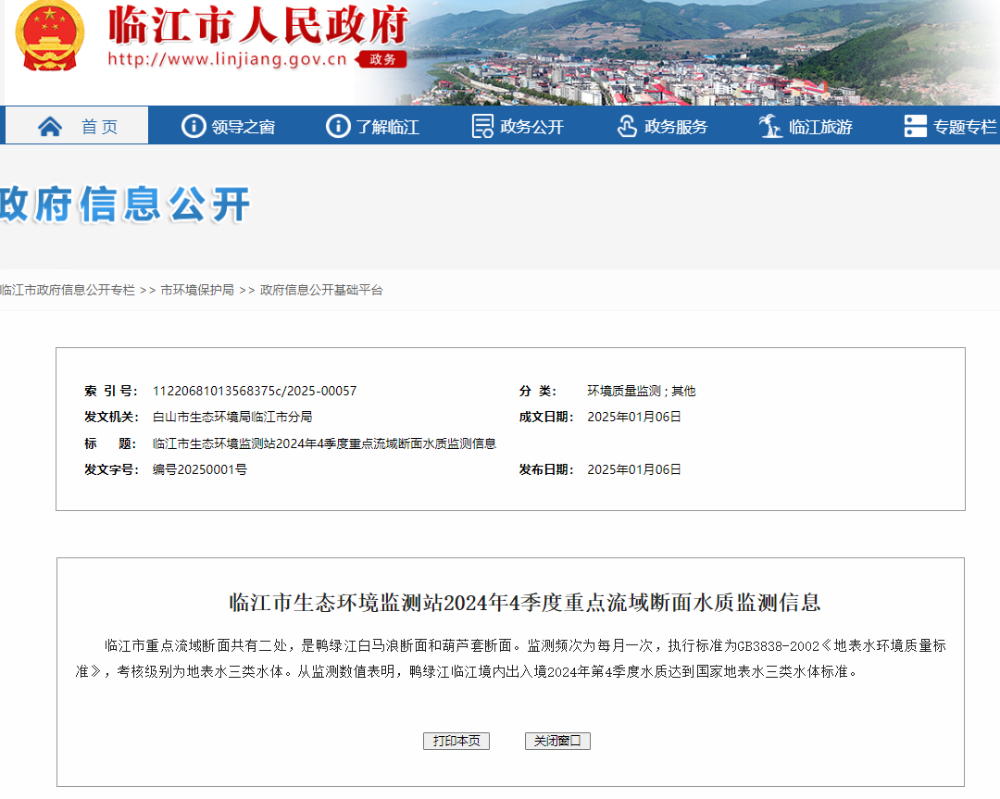 临江市人民政府
http://www.linjiang.gov.cn 政务
首页 领导之窗 了解临江 政务公开 政务服务 临江旅游 专题专栏
政府信息公开
临江市政府信息公开专栏 >> 市环境保护局 >> 政府信息公开基础平台
索 引 号： 11220681013568375c/2025-00057 分 类： 环境质量监测 ; 其他
发文机关： 白山市生态环境局临江市分局 成文日期： 2025年01月06日
标 题： 临江市生态环境监测站2024年4季度重点流域断面水质监测信息
发文字号： 编号20250001号 发布日期： 2025年01月06日
临江市生态环境监测站2024年4季度重点流域断面水质监测信息
临江市重点流域断面共有二处，是鸭绿江白马浪断面和葫芦套断面。监测频次为每月一次，执行标准为GB3838-2002《地表水环境质量标
准》，考核级别为地表水三类水体。从监测数值表明，鸭绿江临江境内出入境2024年第4季度水质达到国家地表水三类水体标准。
打印本页 关闭窗口